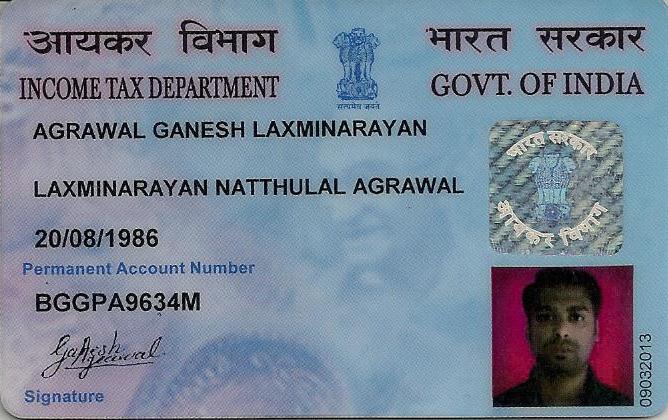 आयकर विभाग
INCOME TAX DEPARTMENT
सत्यमेव जयते
भारत सरकार
GOVT. OF INDIA
AGRAWAL GANESH LAXMINARAYAN
LAXMINARAYAN NATTHULAL AGRAWAL
20/08/1986
Permanent Account Number
BGGPA9634M
Ganesh
Agrawal
Signature
भारत सरकार
आयकर विभाग
09032013